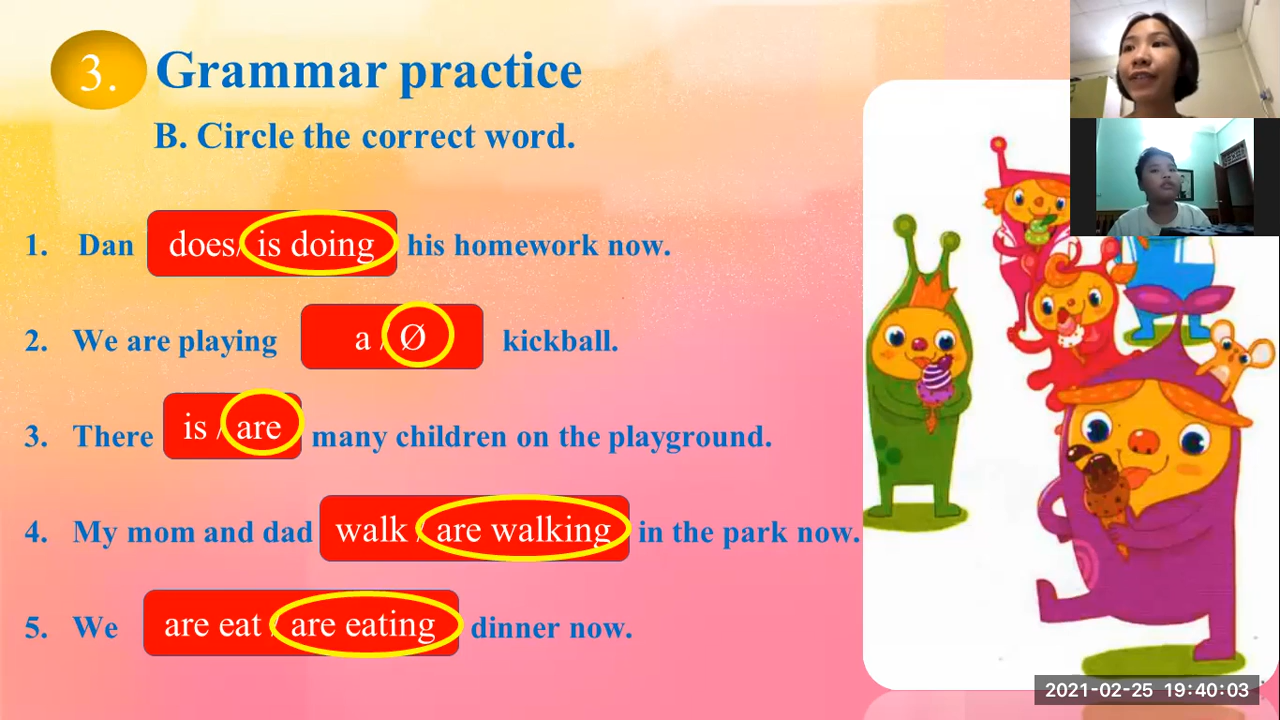 3. Grammar practice
B. Circle the correct word.
1. Dan does/ is doing his homework now.
2. We are playing a / Ø kickball.
3. There is / are many children on the playground.
4. My mom and dad walk / are walking in the park now.
5. We are eat / are eating dinner now.
2021-02-25 19:40:03